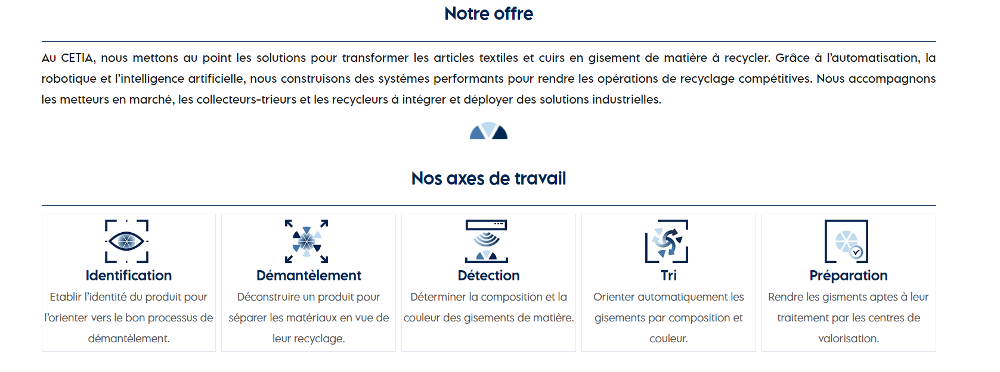 Notre offre
Au CETIA, nous mettons au point les solutions pour transformer les articles textiles et cuirs en gisement de matière à recycler. Grâce à l'automatisation, la
robotique et l'intelligence artificielle, nous construisons des systèmes performants pour rendre les opérations de recyclage compétitives. Nous accompagnons
les metteurs en marché, les collecteurs-trieurs et les recycleurs à intégrer et déployer des solutions industrielles.
Nos axes de travail
Identification
Etablir l'identité du produit pour
l'orienter vers le bon processus de
démantèlement.
Démantèlement
Déconstruire un produit pour
séparer les matériaux en vue de
leur recyclage.
Détection
Déterminer la composition et la
couleur des gisements de matière.
Tri
Orienter automatiquement les
gisements par composition et
couleur.
Préparation
Rendre les gisments aptes à leur
traitement par les centres de
valorisation.